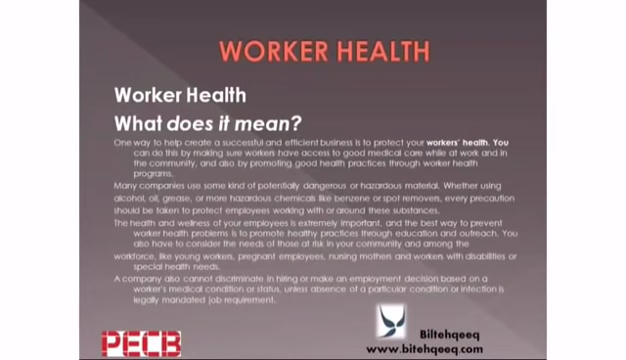 WORKER HEALTH
Worker Health
What does it mean?
One way to help create a successful and efficient business is to protect your workers' health. You
can do this by making sure workers have access to good medical care while at work and in
the community, and also by promoting good health practices through worker health
programs.
Many companies use some kind of potentially dangerous or hazardous material. Whether using
alcohol, oil, grease, or more hazardous chemicals like benzene or spot removers, every precaution
should be taken to protect employees working with or around these substances.
The health and wellness of your employees is extremely important, and the best way to prevent
worker health problems is to promote healthy practices through education and outreach. You
also have to consider the needs of those at risk in your community and among the
workforce, like young workers, pregnant employees, nursing mothers and workers with disabilities or
special health needs.
A company also cannot discriminate in hiring or make an employment decision based on a
worker's medical condition or status, unless absence of a particular condition or infection is
legally mandated job requirement.
PECB
Biltehqeeq
www.bitehqeeq.com